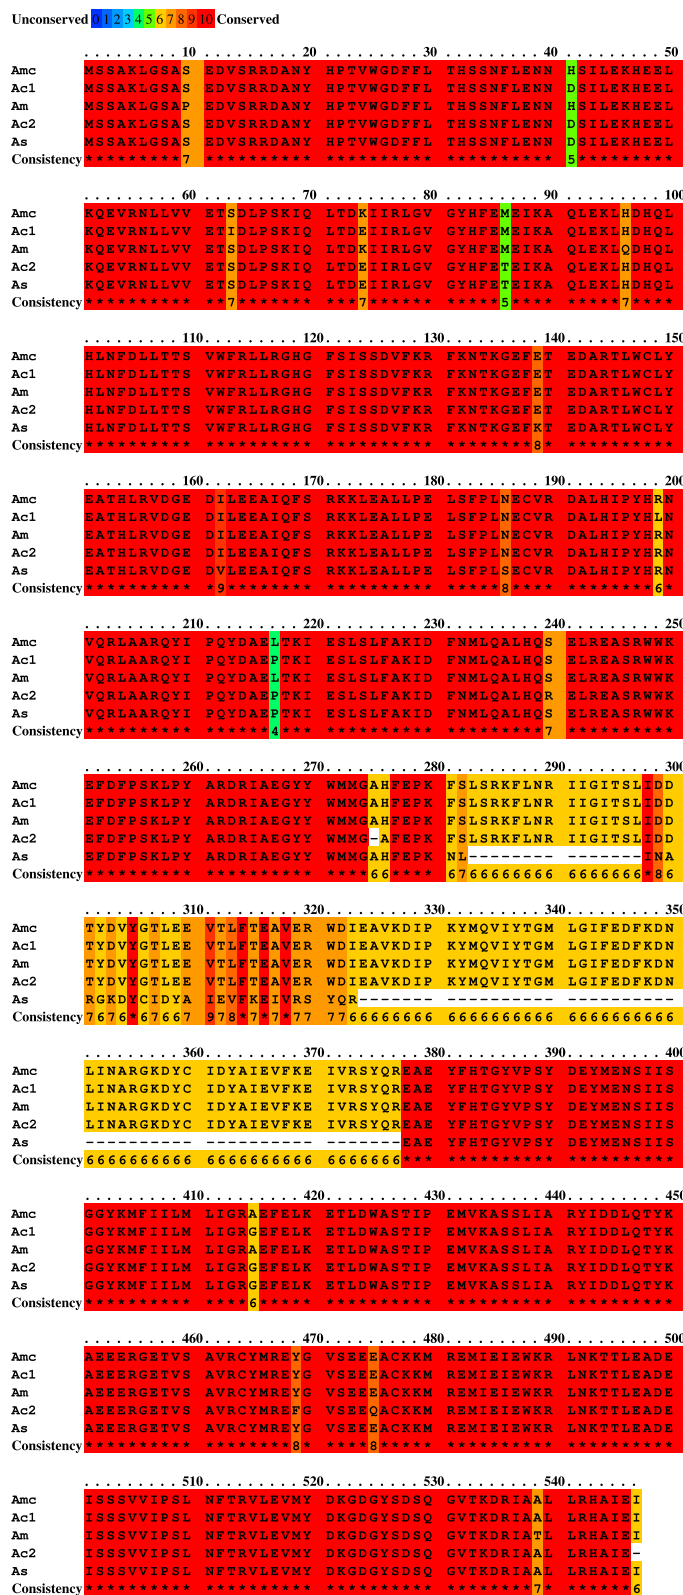 Unconserved 0 1 2 3 4 5 6 7 8 9 10 Conserved
. . . . . . . . . 10 . . . . . . . . . 20 . . . . . . . . . 30 . . . . . . . . . 40 . . . . . . . . . 50
Amc MSSAKLGSAS EDVSRRDANY HPTVWGDFFL THSSNFLENN HSILEKHEEL
Ac1 MSSAKLGSAS EDVSRRDANY HPTVWGDFFL THSSNFLENN DSILEKHEEL
Am MSSAKLGSAP EDVSRRDANY HPTVWGDFFL THSSNFLENN HSILEKHEEL
Ac2 MSSAKLGSAS EDVSRRDANY HPTVWGDFFL THSSNFLENN DSILEKHEEL
As MSSAKLGSAS EDVSRRDANY HPTVWGDFFL THSSNFLENN DSILEKHEEL
Consistency *********7 ********** ********** ********** 5*********
. . . . . . . . . 60 . . . . . . . . . 70 . . . . . . . . . 80 . . . . . . . . . 90 . . . . . . . . . 100
Amc KQEVRNLLVV ETSDLPSKIQ LTDKIIRLGV GYHFEMEIKA QLEKLHDHQL
Ac1 KQEVRNLLVV ETIDLPSKIQ LTDEIIRLGV GYHFEMEIKA QLEKLHDHQL
Am KQEVRNLLVV ETSDLPSKIQ LTDKIIRLGV GYHFEMEIKA QLEKLQDHQL
Ac2 KQEVRNLLVV ETSDLPSKIQ LTDEIIRLGV GYHFETEIKA QLEKLHDHQL
As KQEVRNLLVV ETSDLPSKIQ LTDEIIRLGV GYHFETEIKA QLEKLHDHQL
Consistency ********** **7******* ***7****** *****5**** *****7****
. . . . . . . . . 110 . . . . . . . . . 120 . . . . . . . . . 130 . . . . . . . . . 140 . . . . . . . . . 150
Amc HLNFDLLTTS VWFRLLRGHG FSISSDVFKR FKNTKGEFET EDARTLWCLY
Ac1 HLNFDLLTTS VWFRLLRGHG FSISSDVFKR FKNTKGEFET EDARTLWCLY
Am HLNFDLLTTS VWFRLLRGHG FSISSDVFKR FKNTKGEFET EDARTLWCLY
Ac2 HLNFDLLTTS VWFRLLRGHG FSISSDVFKR FKNTKGEFET EDARTLWCLY
As HLNFDLLTTS VWFRLLRGHG FSISSDVFKR FKNTKGEFKT EDARTLWCLY
Consistency ********** ********** ********** ********8* **********
. . . . . . . . . 160 . . . . . . . . . 170 . . . . . . . . . 180 . . . . . . . . . 190 . . . . . . . . . 200
Amc EATHLRVDGE DILEEAIQFS RKKLEALLPE LSFPLNECVR DALHIPYHRN
Ac1 EATHLRVDGE DILEEAIQFS RKKLEALLPE LSFPLNECVR DALHIPYHLN
Am EATHLRVDGE DILEEAIQFS RKKLEALLPE LSFPLNECVR DALHIPYHRN
Ac2 EATHLRVDGE DILEEAIQFS RKKLEALLPE LSFPLNECVR DALHIPYHRN
As EATHLRVDGE DVLEEAIQFS RKKLEALLPE LSFPLSECVR DALHIPYHRN
Consistency ********** *9******** ********** *****8**** ********6*
. . . . . . . . . 210 . . . . . . . . . 220 . . . . . . . . . 230 . . . . . . . . . 240 . . . . . . . . . 250
Amc VQRLAARQYI PQYDAELTKI ESLSLFAKID FNMLQALHQS ELREASRWWK
Ac1 VQRLAARQYI PQYDAEPTKI ESLSLFAKID FNMLQALHQS ELREASRWWK
Am VQRLAARQYI PQYDAELTKI ESLSLFAKID FNMLQALHQS ELREASRWWK
Ac2 VQRLAARQYI PQYDAEPTKI ESLSLFAKID FNMLQALHQR ELREASRWWK
As VQRLAARQYI PQYDAEPTKI ESLSLFAKID FNMLQALHQS ELREASRWWK
Consistency ********** ******4*** ********** *********7 **********
. . . . . . . . . 260 . . . . . . . . . 270 . . . . . . . . . 280 . . . . . . . . . 290 . . . . . . . . . 300
Amc EFDFPSKLPY ARDRIAEGYY WMMGAHFEPK FSLSRKFLNR IIGITSLIDD
Ac1 EFDFPSKLPY ARDRIAEGYY WMMGAHFEPK FSLSRKFLNR IIGITSLIDD
Am EFDFPSKLPY ARDRIAEGYY WMMGAHFEPK FSLSRKFLNR IIGITSLIDD
Ac2 EFDFPSKLPY ARDRIAEGYY WMMG-AFEPK FSLSRKFLNR IIGITSLIDD
As EFDFPSKLPY ARDRIAEGYY WMMGAHFEPK NL-------- -------INA
Consistency ********** ********** ****66**** 6766666666 6666666*86
. . . . . . . . . 310 . . . . . . . . . 320 . . . . . . . . . 330 . . . . . . . . . 340 . . . . . . . . . 350
Amc TYDVYGTLEE VTLFTEAVER WDIEAVKDIP KYMQVIYTGM LGIFEDFKDN
Ac1 TYDVYGTLEE VTLFTEAVER WDIEAVKDIP KYMQVIYTGM LGIFEDFKDN
Am TYDVYGTLEE VTLFTEAVER WDIEAVKDIP KYMQVIYTGM LGIFEDFKDN
Ac2 TYDVYGTLEE VTLFTEAVER WDIEAVKDIP KYMQVIYTGM LGIFEDFKDN
As RGKDYCIDYA IEVFKEIVRS YQR------- ---------- ----------
Consistency 7676*67667 978*7*7*77 7766666666 6666666666 6666666666
. . . . . . . . . 360 . . . . . . . . . 370 . . . . . . . . . 380 . . . . . . . . . 390 . . . . . . . . . 400
Amc LINARGKDYC IDYAIEVFKE IVRSYQREAE YFHTGYVPSY DEYMENSIIS
Ac1 LINARGKDYC IDYAIEVFKE IVRSYQREAE YFHTGYVPSY DEYMENSIIS
Am LINARGKDYC IDYAIEVFKE IVRSYQREAE YFHTGYVPSY DEYMENSIIS
Ac2 LINARGKDYC IDYAIEVFKE IVRSYQREAE YFHTGYVPSY DEYMENSIIS
As ---------- ---------- -------EAE YFHTGYVPSY DEYMENSIIS
Consistency 6666666666 6666666666 6666666*** ********** **********
. . . . . . . . . 410 . . . . . . . . . 420 . . . . . . . . . 430 . . . . . . . . . 440 . . . . . . . . . 450
Amc GGYKMFIILM LIGRAEFELK ETLDWASTIP EMVKASSLIA RYIDDLQTYK
Ac1 GGYKMFIILM LIGRGEFELK ETLDWASTIP EMVKASSLIA RYIDDLQTYK
Am GGYKMFIILM LIGRAEFELK ETLDWASTIP EMVKASSLIA RYIDDLQTYK
Ac2 GGYKMFIILM LIGRGEFELK ETLDWASTIP EMVKASSLIA RYIDDLQTYK
As GGYKMFIILM LIGRGEFELK ETLDWASTIP EMVKASSLIA RYIDDLQTYK
Consistency ********** ****6***** ********** ********** **********
. . . . . . . . . 460 . . . . . . . . . 470 . . . . . . . . . 480 . . . . . . . . . 490 . . . . . . . . . 500
Amc AEEERGETVS AVRCYMREYG VSEEEACKKM REMIEIEWKR LNKTTLEADE
Ac1 AEEERGETVS AVRCYMREYG VSEEEACKKM REMIEIEWKR LNKTTLEADE
Am AEEERGETVS AVRCYMREYG VSEEEACKKM REMIEIEWKR LNKTTLEADE
Ac2 AEEERGETVS AVRCYMREFG VSEEQACKKM REMIEIEWKR LNKTTLEADE
As AEEERGETVS AVRCYMREYG VSEEEACKKM REMIEIEWKR LNKTTLEADE
Consistency ********** ********8* ****8***** ********** **********
. . . . . . . . . 510 . . . . . . . . . 520 . . . . . . . . . 530 . . . . . . . . . 540 . . . . . .
Amc ISSSVVIPSL NFTRVLEVMY DKGDGYSDSQ GVTKDRIAAL LRHAIEI
Ac1 ISSSVVIPSL NFTRVLEVMY DKGDGYSDSQ GVTKDRIAAL LRHAIEI
Am ISSSVVIPSL NFTRVLEVMY DKGDGYSDSQ GVTKDRIATL LRHAIEI
Ac2 ISSSVVIPSL NFTRVLEVMY DKGDGYSDSQ GVTKDRIAAL LRHAIE-
As ISSSVVIPSL NFTRVLEVMY DKGDGYSDSQ GVTKDRIAAL LRHAIEI
Consistency ********** ********** ********** ********7* ******6